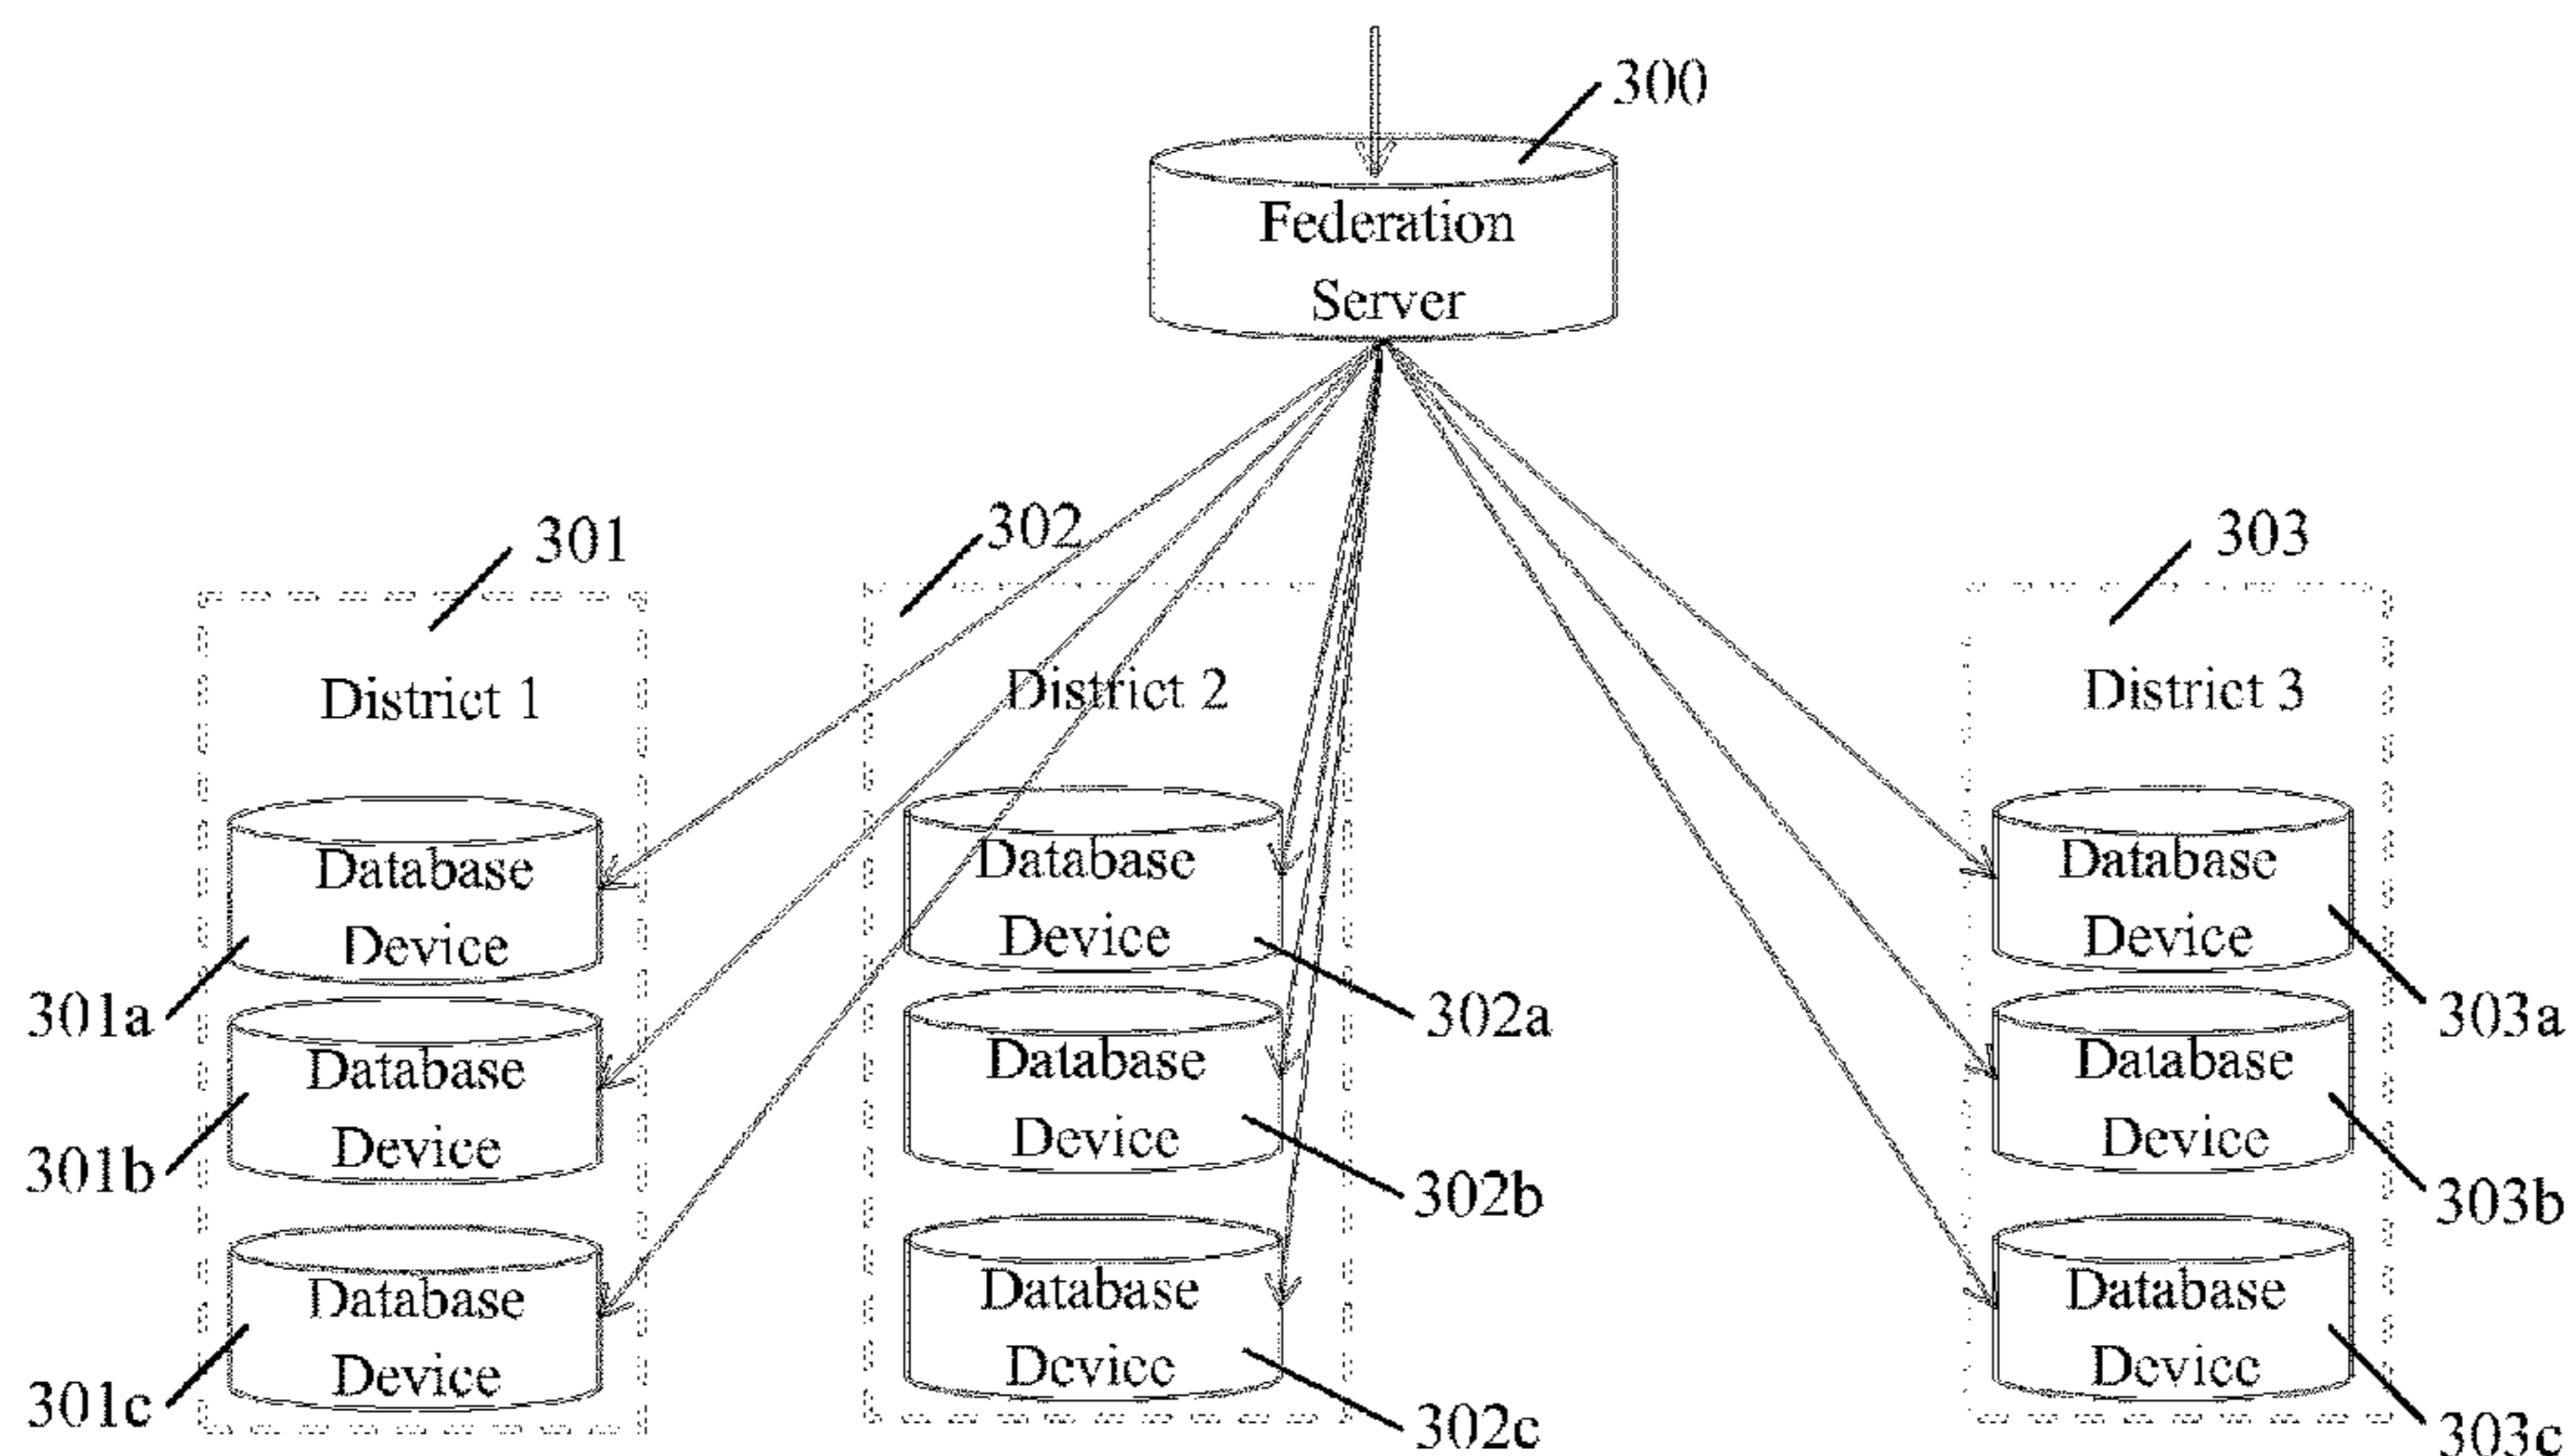 300
Federation
Server
301
302
303
District 1
District 2
District 3
Database
Device
301a
Database
Device
301b
Database
Device
301c
Database
Device
302a
Database
Device
302b
Database
Device
302c
Database
Device
303a
Database
Device
303b
Database
Device
303c